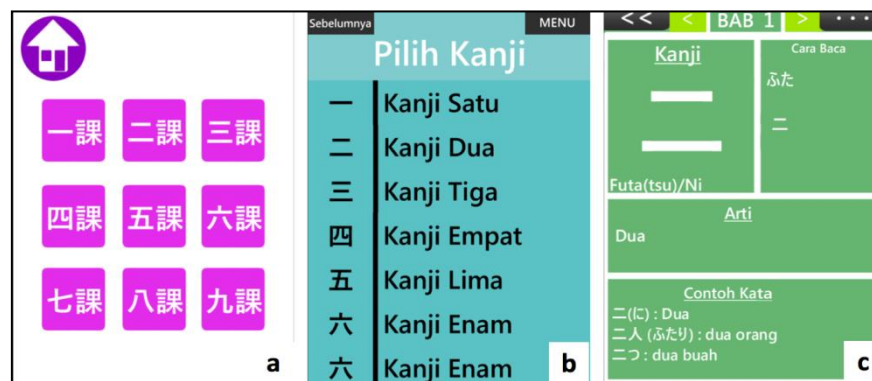 一課 二課 三課
四課 五課 六課
七課 八課 九課
a
Sebelumnya MENU
Pilih Kanji
一 Kanji Satu
二 Kanji Dua
三 Kanji Tiga
四 Kanji Empat
五 Kanji Lima
六 Kanji Enam
六 Kanji Enam
b
<< < BAB 1 > ...
Kanji
二
Futa(tsu)/Ni
Cara Baca
ふた
ニ
Arti
Dua
Contoh Kata
二(に) : Dua
二人 (ふたり) : dua orang
二つ : dua buah
c